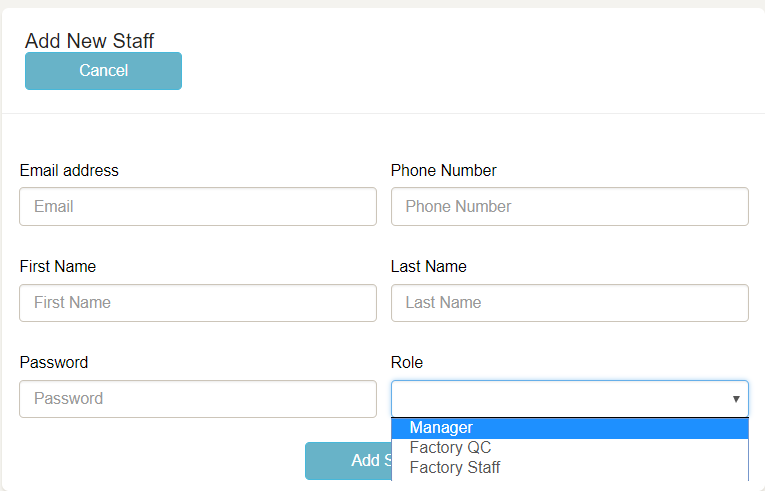 Add New Staff
Cancel
Email address
Phone Number
Email
Phone Number
First Name
Last Name
First Name
Last Name
Password
Role
Password
Manager
Factory QC
Factory Staff
Add